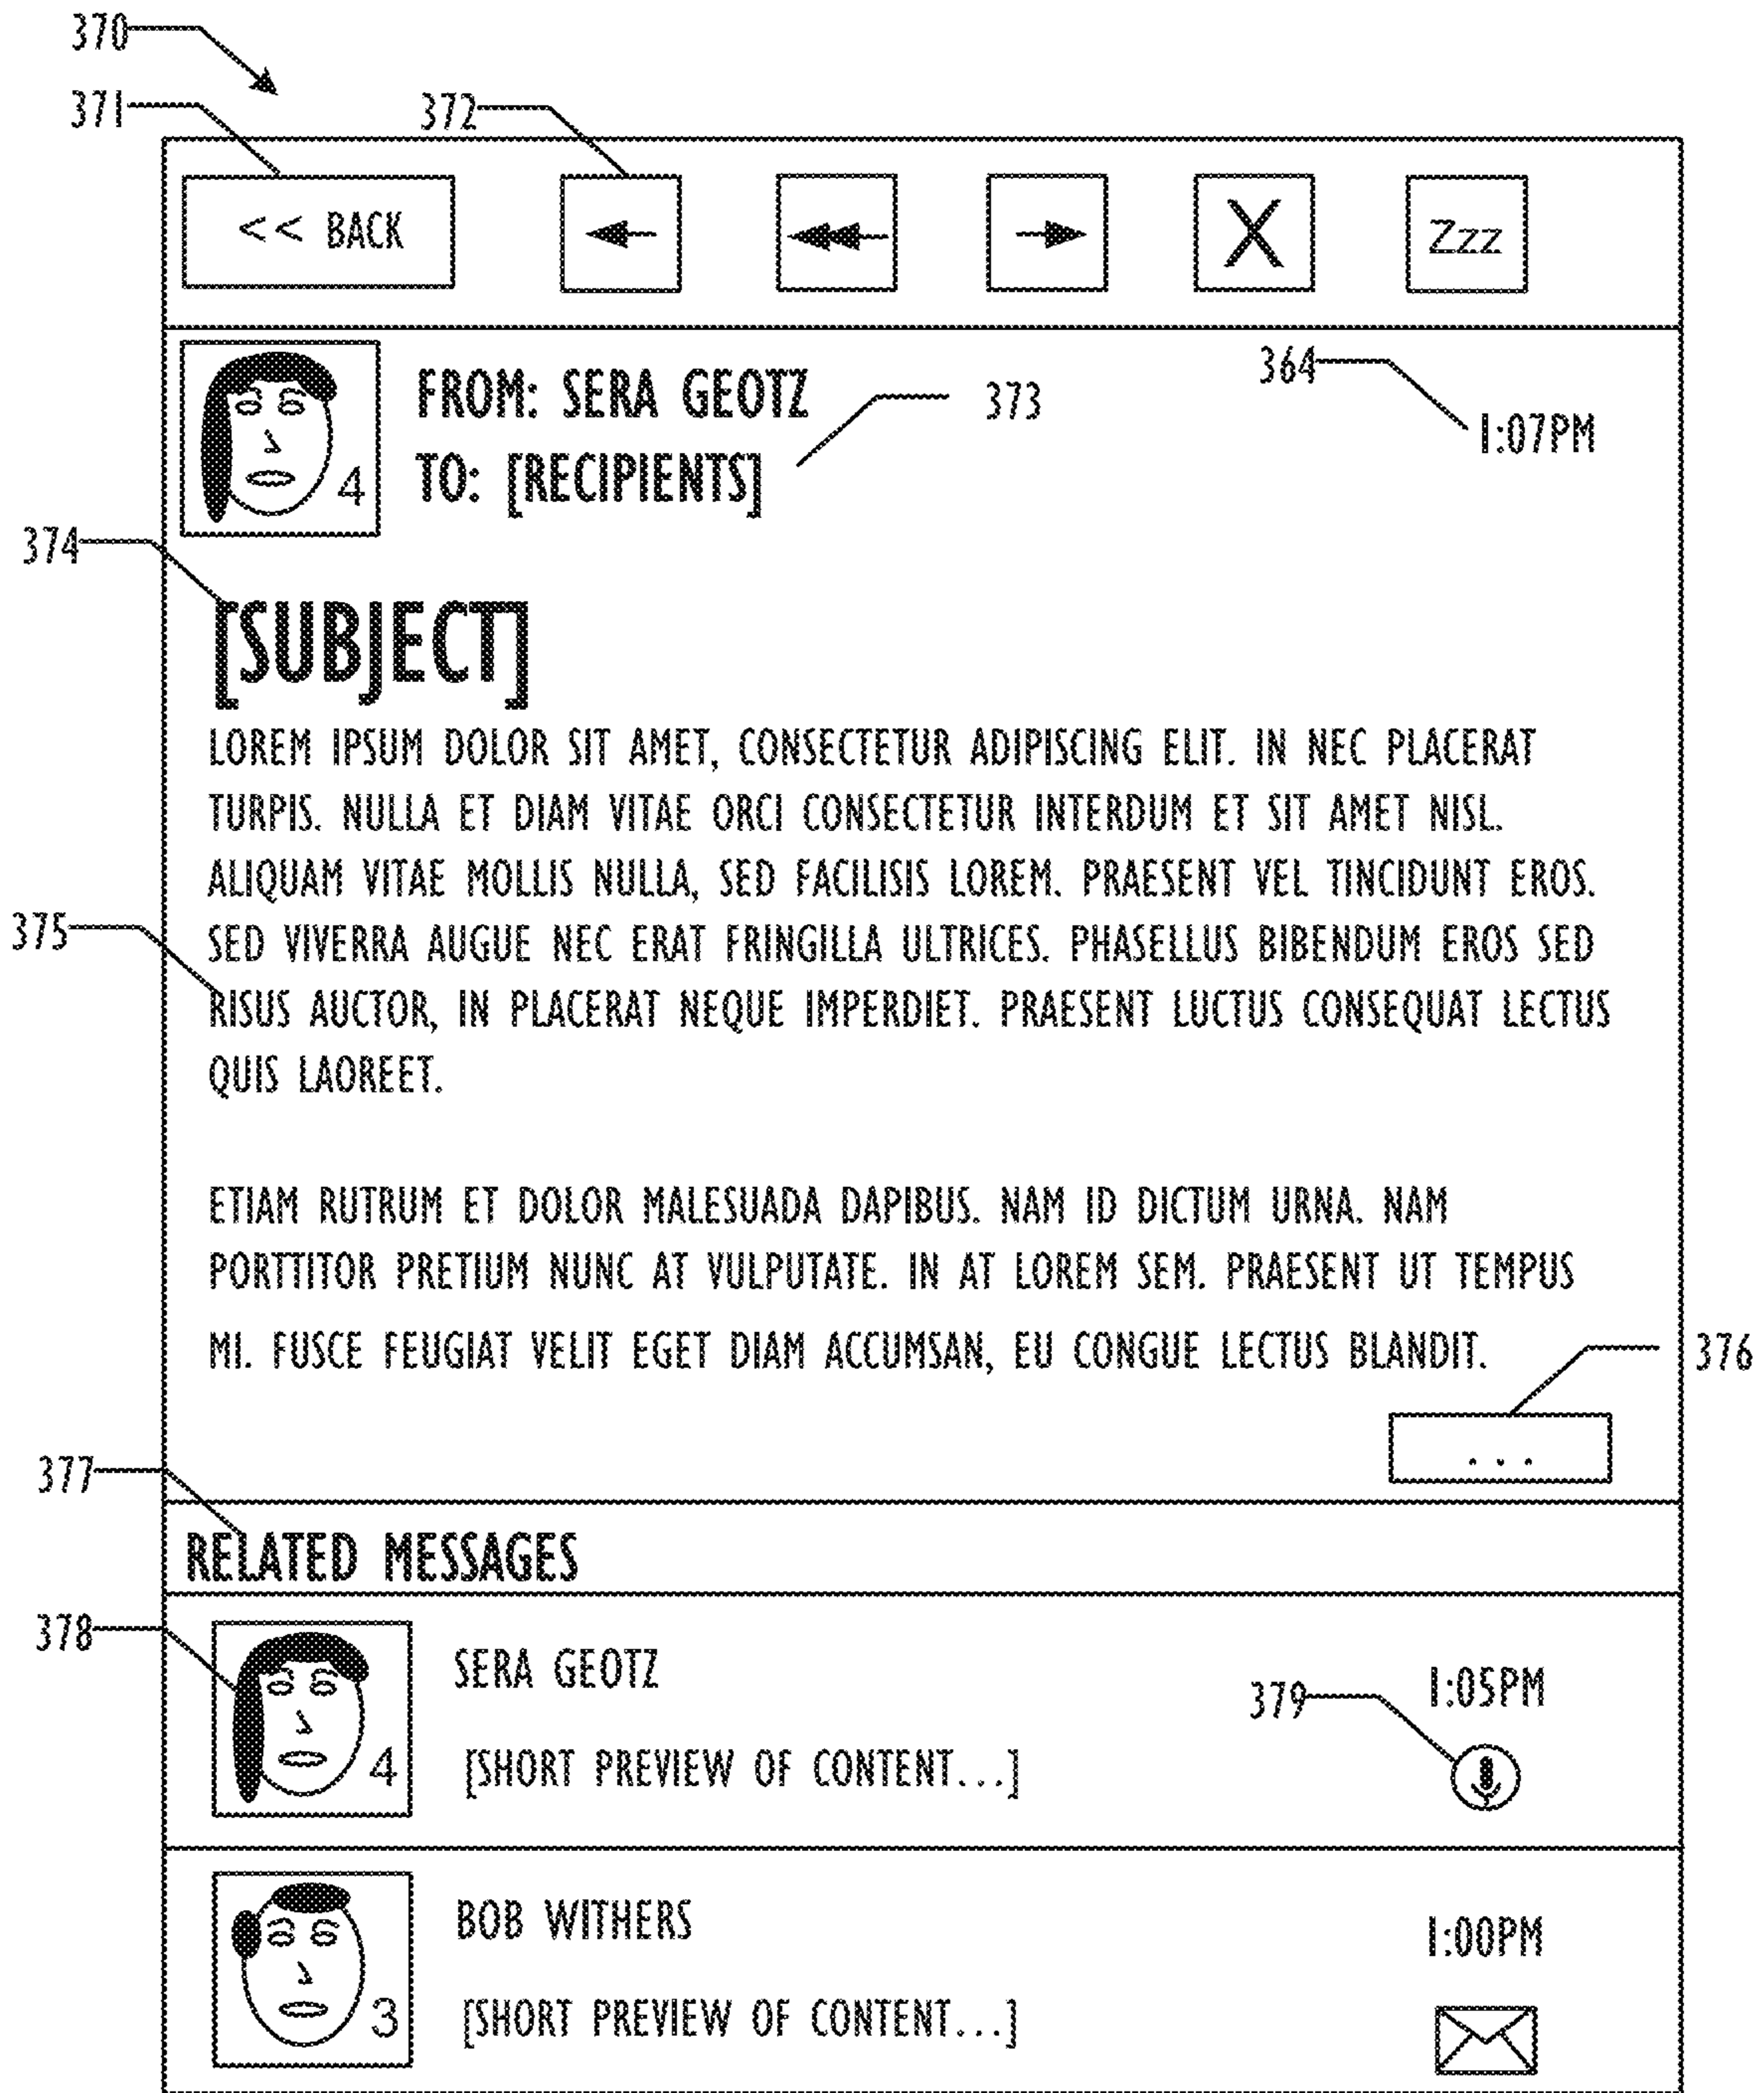 370
371
372
<< BACK
X
Zzz
FROM: SERA GEOTZ
373
364
1:07PM
TO: [RECIPIENTS]
4
374
[SUBJECT]
LOREM IPSUM DOLOR SIT AMET, CONSECTETUR ADIPISCING ELIT. IN NEC PLACERAT
TURPIS. NULLA ET DIAM VITAE ORCI CONSECTETUR INTERDUM ET SIT AMET NISL.
ALIQUAM VITAE MOLLIS NULLA, SED FACILISIS LOREM. PRAESENT VEL TINCIDUNT EROS.
375
SED VIVERRA AUGUE NEC ERAT FRINGILLA ULTRICES. PHASELLUS BIBENDUM EROS SED
RISUS AUCTOR, IN PLACERAT NEQUE IMPERDIET. PRAESENT LUCTUS CONSEQUAT LECTUS
QUIS LAOREET.
ETIAM RUTRUM ET DOLOR MALESUADA DAPIBUS. NAM ID DICTUM URNA. NAM
PORTTITOR PRETIUM NUNC AT VULPUTATE. IN AT LOREM SEM. PRAESENT UT TEMPUS
MI. FUSCE FEUGIAT VELIT EGET DIAM ACCUMSAN, EU CONGUE LECTUS BLANDIT.
376
...
377
RELATED MESSAGES
378
SERA GEOTZ
379
1:05PM
4
[SHORT PREVIEW OF CONTENT...]
BOB WITHERS
1:00PM
3
[SHORT PREVIEW OF CONTENT...]